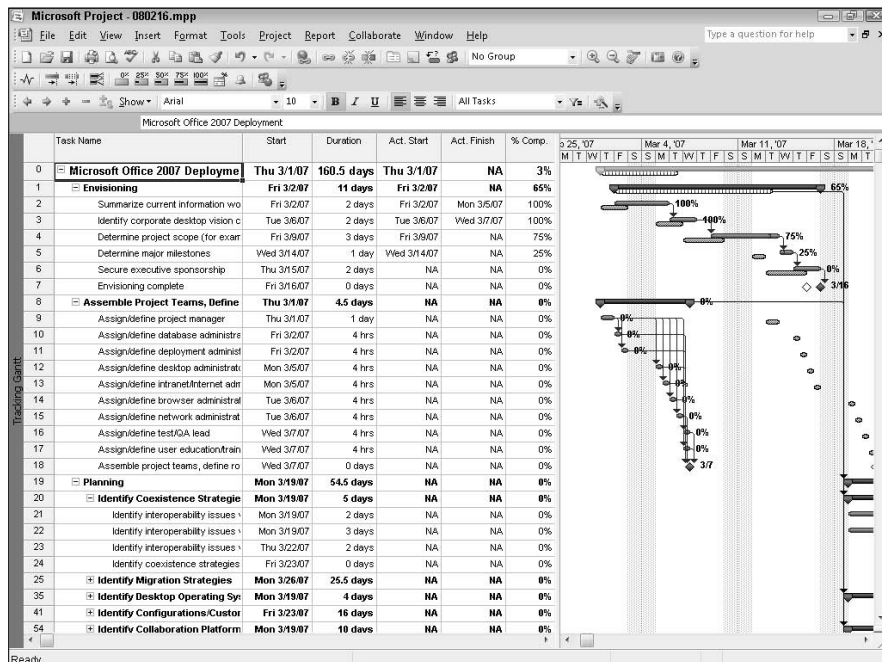 Microsoft Project - 080216.mpp
File Edit View Insert Format Tools Project Report Collaborate Window Help Type a question for help
No Group
0% 25% 50% 75% 100%
Show Arial 10 B I U All Tasks
Microsoft Office 2007 Deployment
Task Name Start Duration Act. Start Act. Finish % Comp. 25, '07 Mar 4, '07 Mar 11, '07 Mar 18, '
M T W T F S S M T W T F S S M T W T F S S M T
0 Microsoft Office 2007 Deployme Thu 3/1/07 160.5 days Thu 3/1/07 NA 3%
1 Envisioning Fri 3/2/07 11 days Fri 3/2/07 NA 65% 65%
2 Summarize current information wo Fri 3/2/07 2 days Fri 3/2/07 Mon 3/5/07 100% 100%
3 Identify corporate desktop vision c Tue 3/6/07 2 days Tue 3/6/07 Wed 3/7/07 100% 100%
4 Determine project scope (for exam Fri 3/9/07 3 days Fri 3/9/07 NA 75% 75%
5 Determine major milestones Wed 3/14/07 1 day Wed 3/14/07 NA 25% 25%
6 Secure executive sponsorship Thu 3/15/07 2 days NA NA 0% 0%
7 Envisioning complete Fri 3/16/07 0 days NA NA 0% 3/16
8 Assemble Project Teams, Define Thu 3/1/07 4.5 days NA NA 0% 0%
9 Assign/define project manager Thu 3/1/07 1 day NA NA 0% 0%
10 Assign/define database administra Fri 3/2/07 4 hrs NA NA 0% 0%
11 Assign/define deployment administ Fri 3/2/07 4 hrs NA NA 0% 0%
12 Assign/define desktop administrato Mon 3/5/07 4 hrs NA NA 0% 0%
13 Assign/define intranet/Internet adm Mon 3/5/07 4 hrs NA NA 0% 0%
14 Assign/define browser administrat Tue 3/6/07 4 hrs NA NA 0% 0%
15 Assign/define network administrat Tue 3/6/07 4 hrs NA NA 0% 0%
16 Assign/define test/QA lead Wed 3/7/07 4 hrs NA NA 0% 0%
17 Assign/define user education/train Wed 3/7/07 4 hrs NA NA 0% 0%
18 Assemble project teams, define ro Wed 3/7/07 0 days NA NA 0% 3/7
19 Planning Mon 3/19/07 54.5 days NA NA 0%
20 Identify Coexistence Strategie Mon 3/19/07 5 days NA NA 0%
21 Identify interoperability issues Mon 3/19/07 2 days NA NA 0%
22 Identify interoperability issues Mon 3/19/07 3 days NA NA 0%
23 Identify interoperability issues Thu 3/22/07 2 days NA NA 0%
24 Identify coexistence strategies Fri 3/23/07 0 days NA NA 0%
25 Identify Migration Strategies Mon 3/26/07 25.5 days NA NA 0%
35 Identify Desktop Operating Sys Mon 3/19/07 4 days NA NA 0%
41 Identify Configurations/Custor Fri 3/23/07 16 days NA NA 0%
54 Identify Collaboration Platform Mon 3/19/07 10 days NA NA 0%
Tracking Gantt
Ready